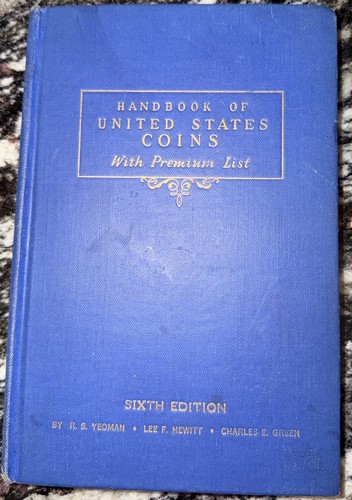 HANDBOOK OF
UNITED STATES
COINS
With Premium List
SIXTH EDITION
BY R. S. YEOMAN • LEE F. HEWITT • CHARLES E. GREEN